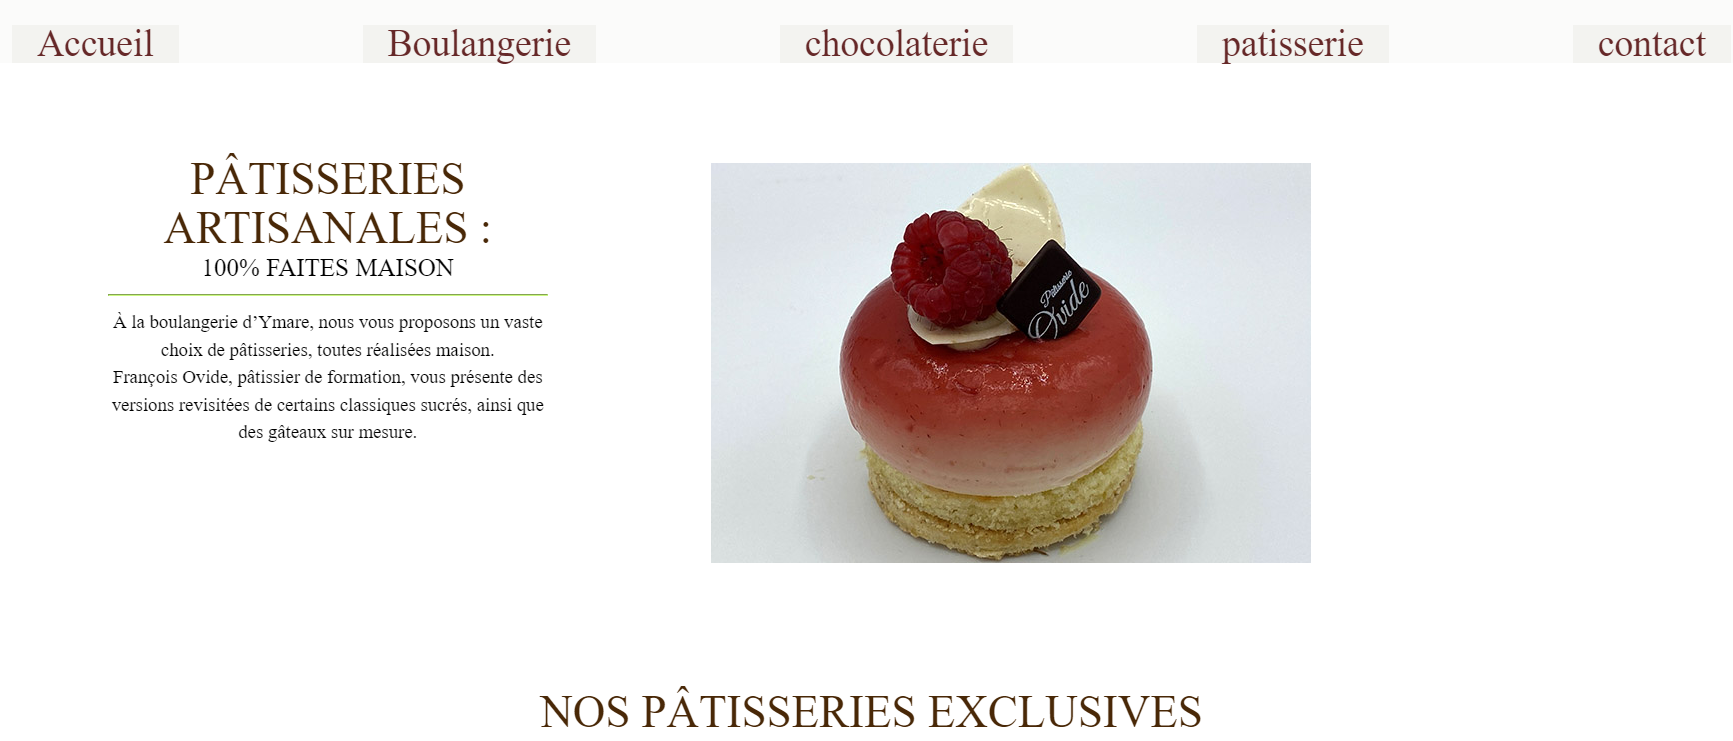 Accueil Boulangerie chocolaterie patisserie contact
PÂTISSERIES
ARTISANALES :
100% FAITES MAISON
À la boulangerie d’Ymare, nous vous proposons un vaste
choix de pâtisseries, toutes réalisées maison.
François Ovide, pâtissier de formation, vous présente des
versions revisitées de certains classiques sucrés, ainsi que
des gâteaux sur mesure.
Pâtisserie
Ovide
NOS PÂTISSERIES EXCLUSIVES